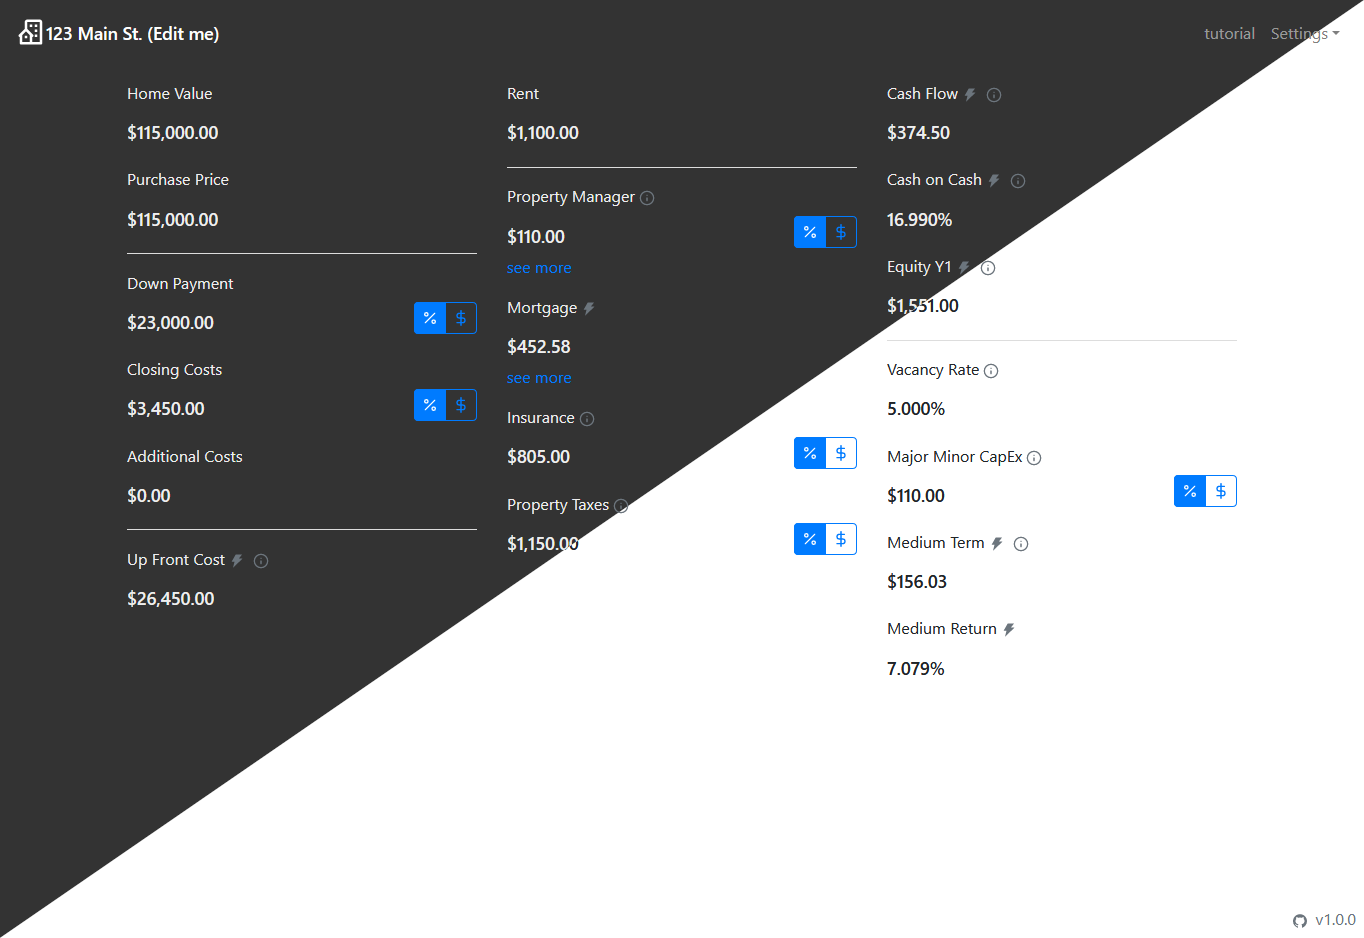 123 Main St. (Edit me)
tutorial
Settings
Home Value
$115,000.00
Purchase Price
$115,000.00
Down Payment
$23,000.00
% $
Closing Costs
$3,450.00
% $
Additional Costs
$0.00
Up Front Cost
$26,450.00
Rent
$1,100.00
Property Manager
$110.00
% $
see more
Mortgage
$452.58
see more
Insurance
$805.00
% $
Property Taxes
$1,150.00
% $
Cash Flow
$374.50
Cash on Cash
16.990%
Equity Y1
$1,551.00
Vacancy Rate
5.000%
Major Minor CapEx
$110.00
% $
Medium Term
$156.03
Medium Return
7.079%
v1.0.0